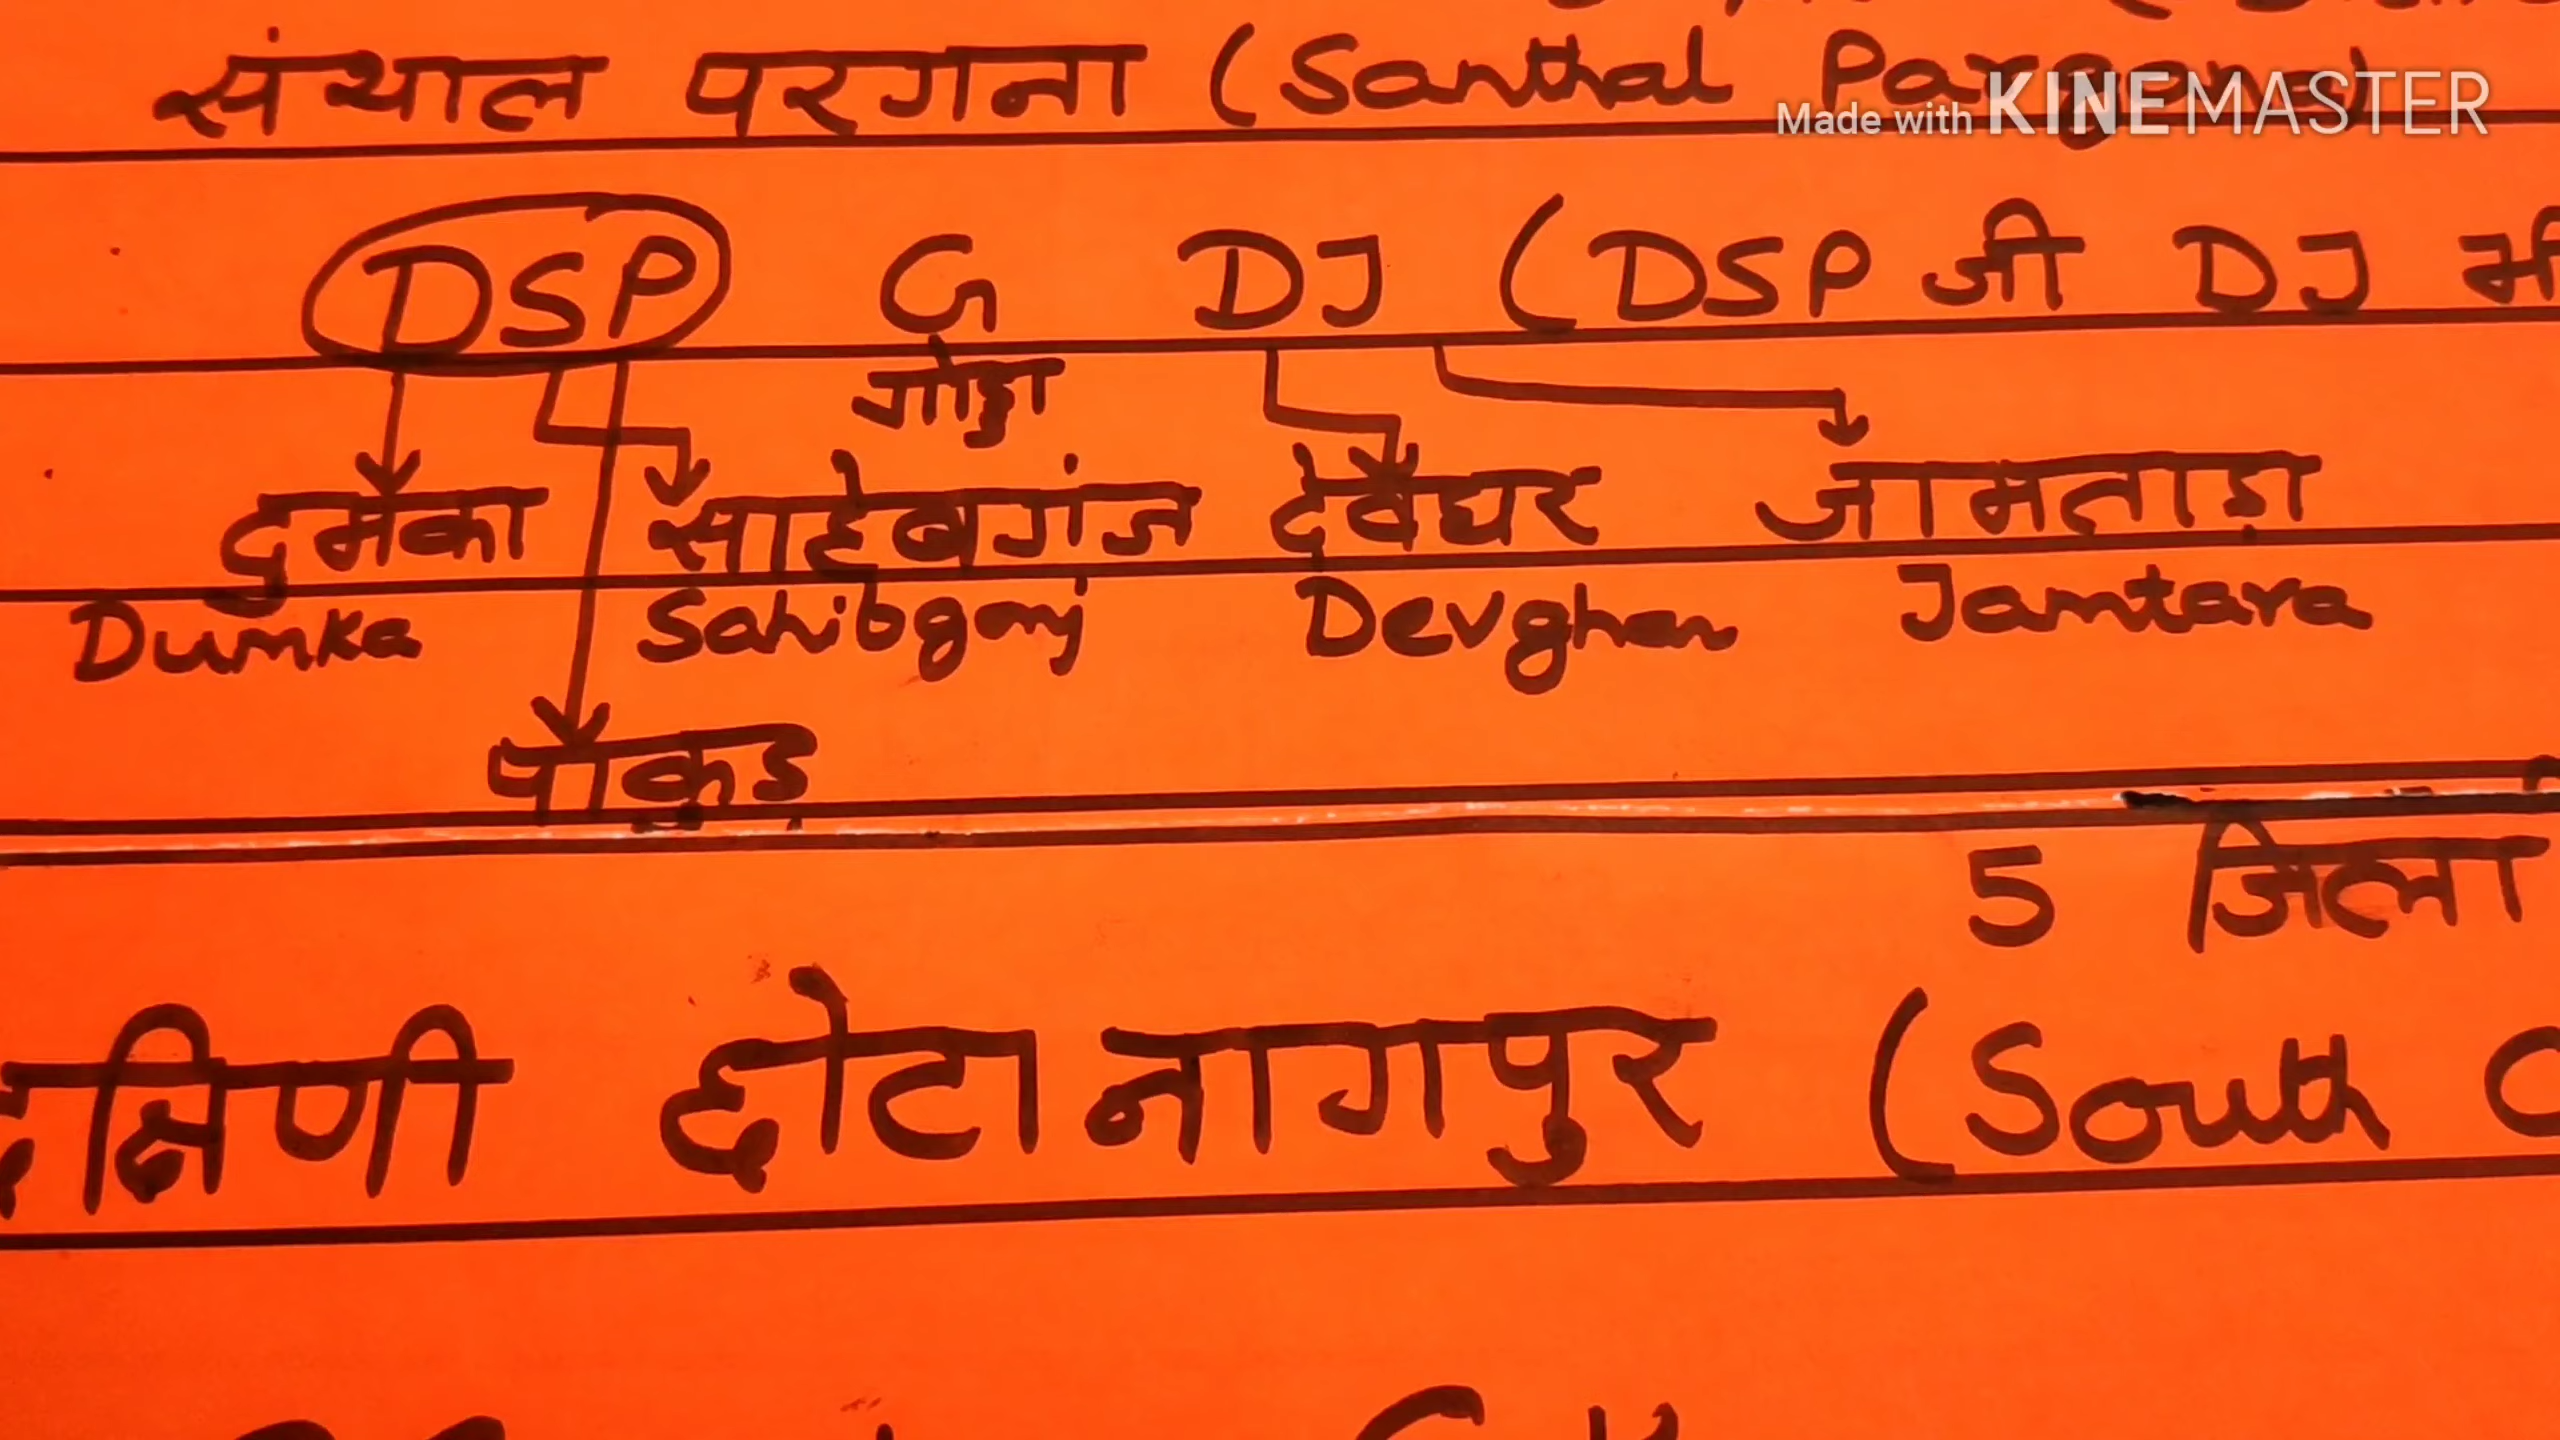 संथाल परगना (Santhal Pargana)
Made with KINEMASTER
DSP G DJ (DSP जी DJ भी
गोड्डा
दुमका साहेबगंज देवघर जामताड़ा
Dumka Sahibganj Devghar Jamtara
पाकुड़
5 जिला
दक्षिणी छोटानागपुर (South